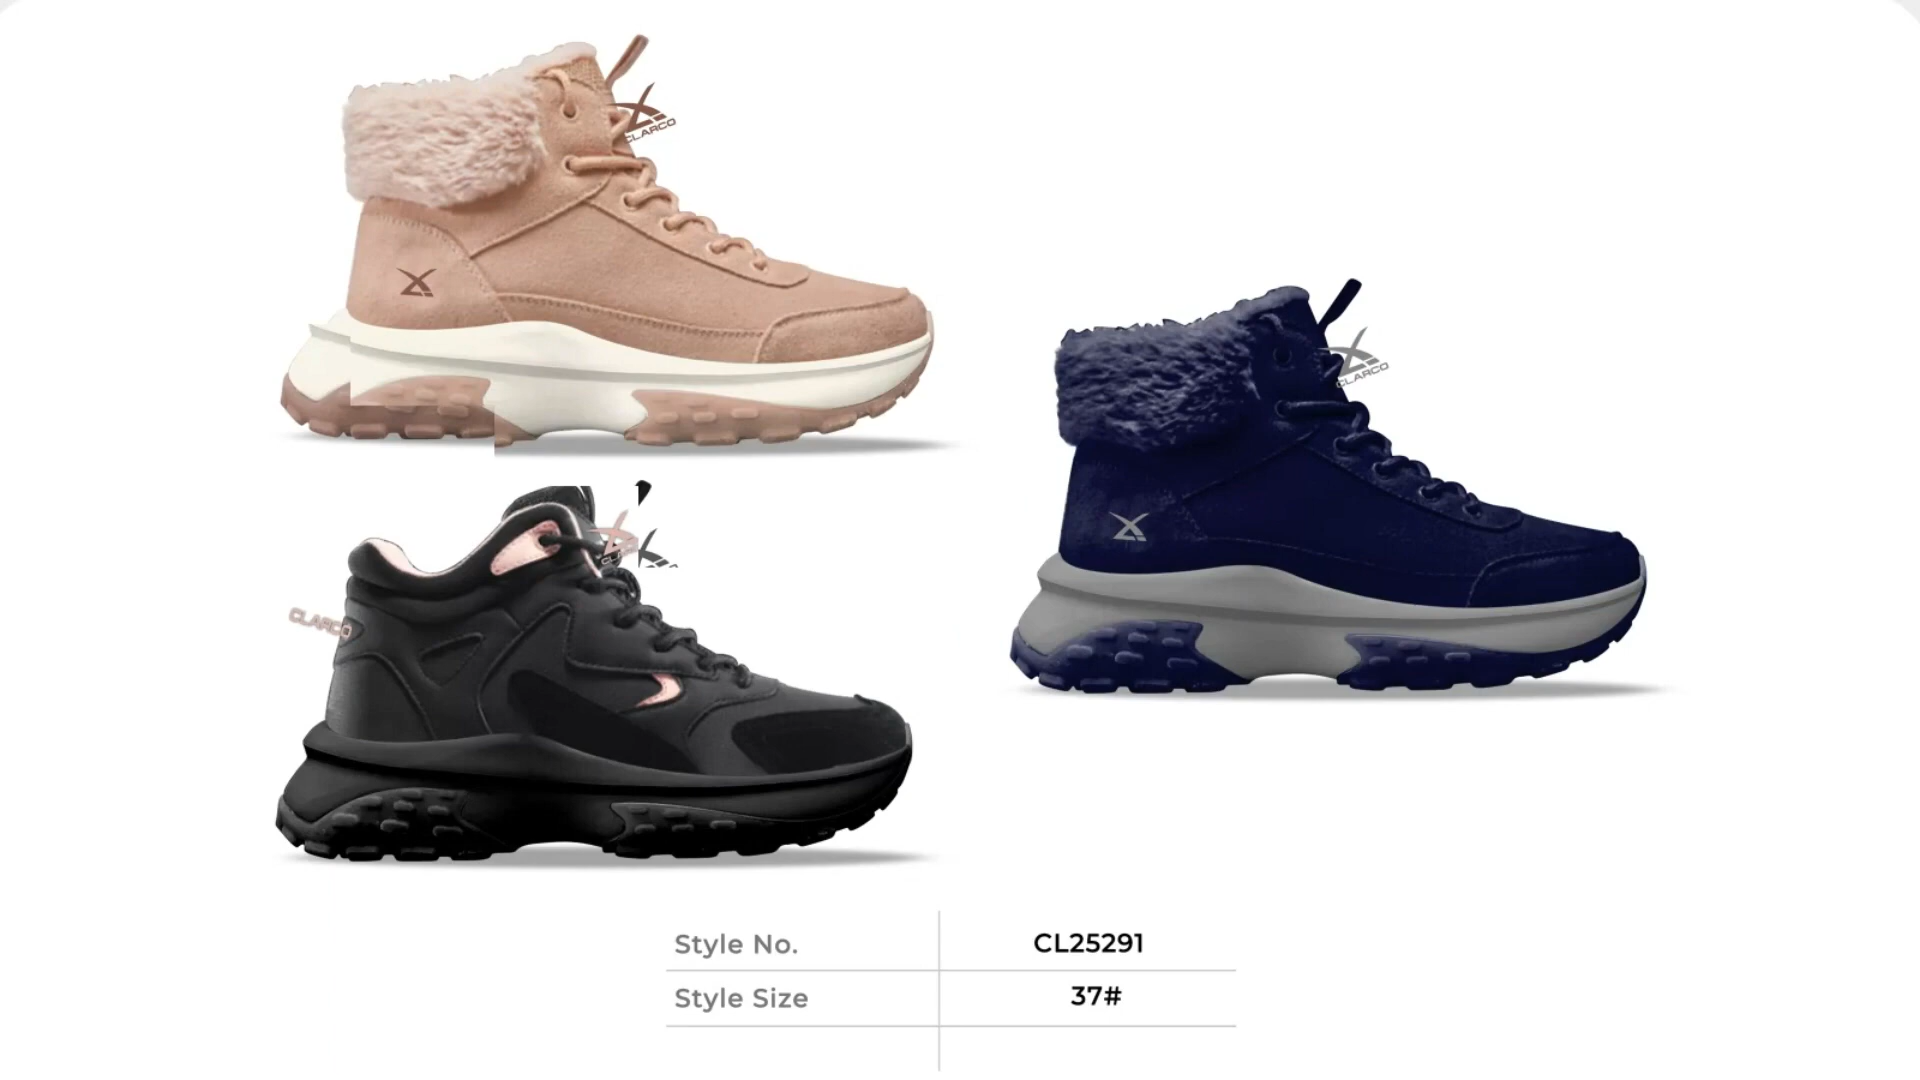 CLARCO
CLARCO
CLARCO
Style No. CL25291
Style Size 37#